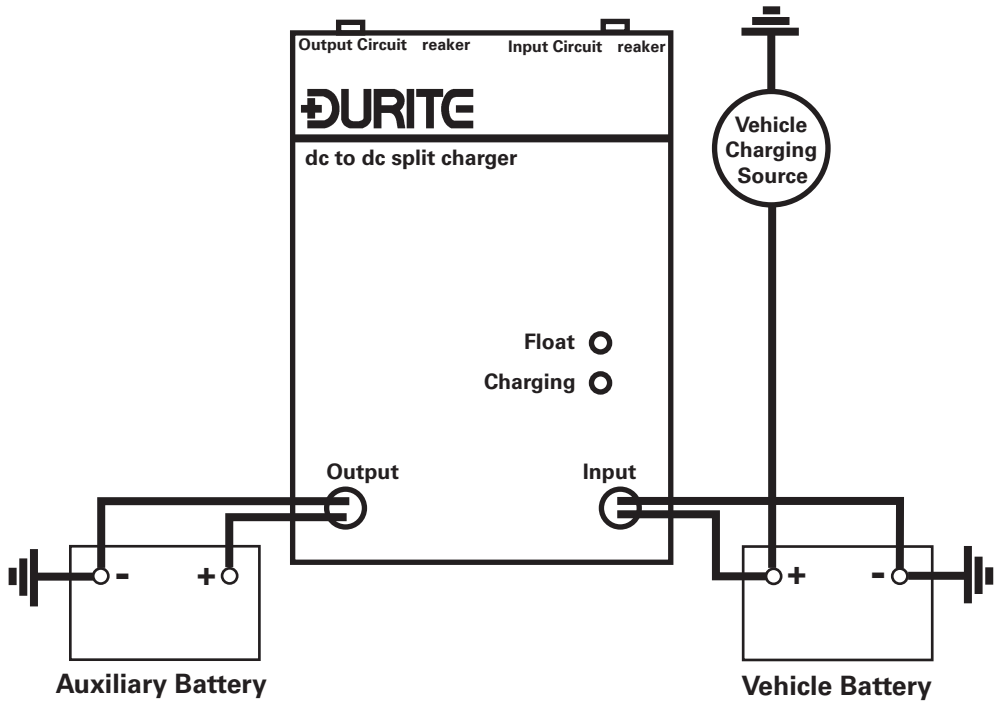 Output Circuit reaker
Input Circuit reaker
DURITE
dc to dc split charger
Vehicle
Charging
Source
Float
Charging
Output
Input
- +
+ -
Auxiliary Battery
Vehicle Battery